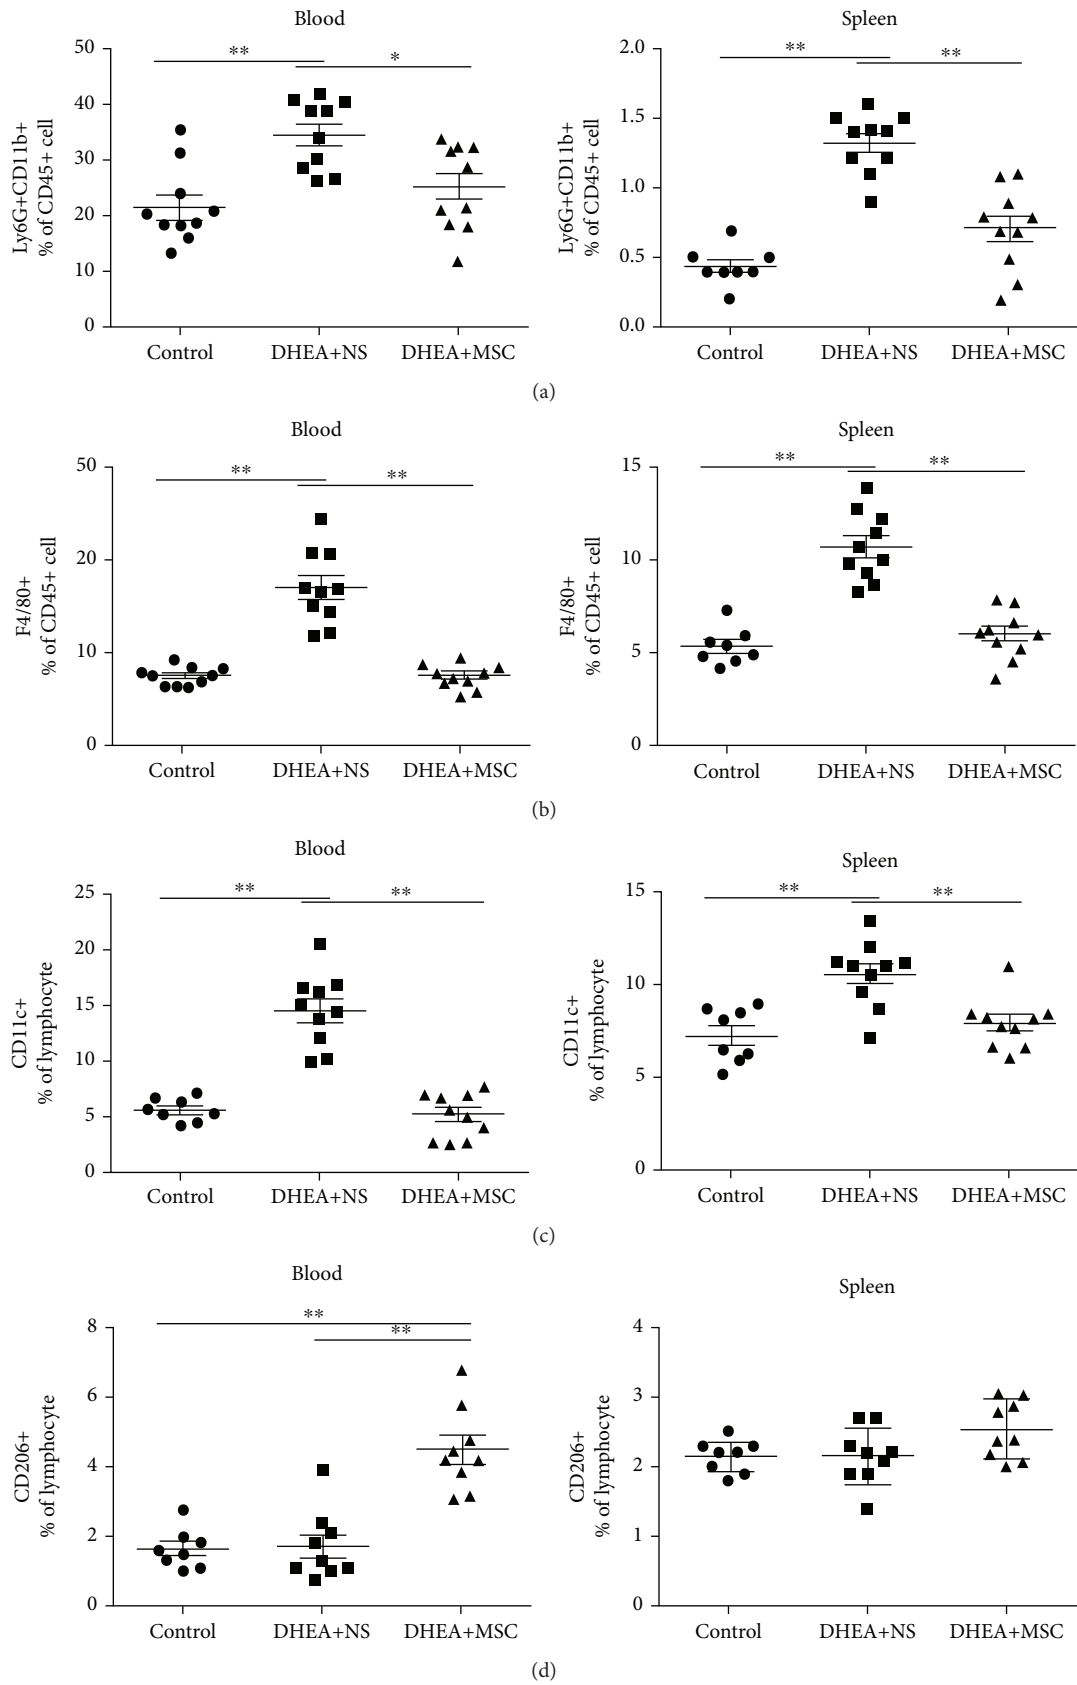 Blood
Ly6G+CD11b+
% of CD45+ cell
50
40
30
20
10
0
**
*
Control
DHEA+NS
DHEA+MSC
Spleen
Ly6G+CD11b+
% of CD45+ cell
2.0
1.5
1.0
0.5
0.0
**
**
Control
DHEA+NS
DHEA+MSC
(a)
Blood
F4/80+
% of CD45+ cell
50
20
10
0
**
**
Control
DHEA+NS
DHEA+MSC
Spleen
F4/80+
% of CD45+ cell
15
10
5
0
**
**
Control
DHEA+NS
DHEA+MSC
(b)
Blood
CD11c+
% of lymphocyte
25
20
15
10
5
0
**
**
Control
DHEA+NS
DHEA+MSC
Spleen
CD11c+
% of lymphocyte
15
10
5
0
**
**
Control
DHEA+NS
DHEA+MSC
(c)
Blood
CD206+
% of lymphocyte
8
6
4
2
0
**
**
Control
DHEA+NS
DHEA+MSC
Spleen
CD206+
% of lymphocyte
4
3
2
1
0
Control
DHEA+NS
DHEA+MSC
(d)